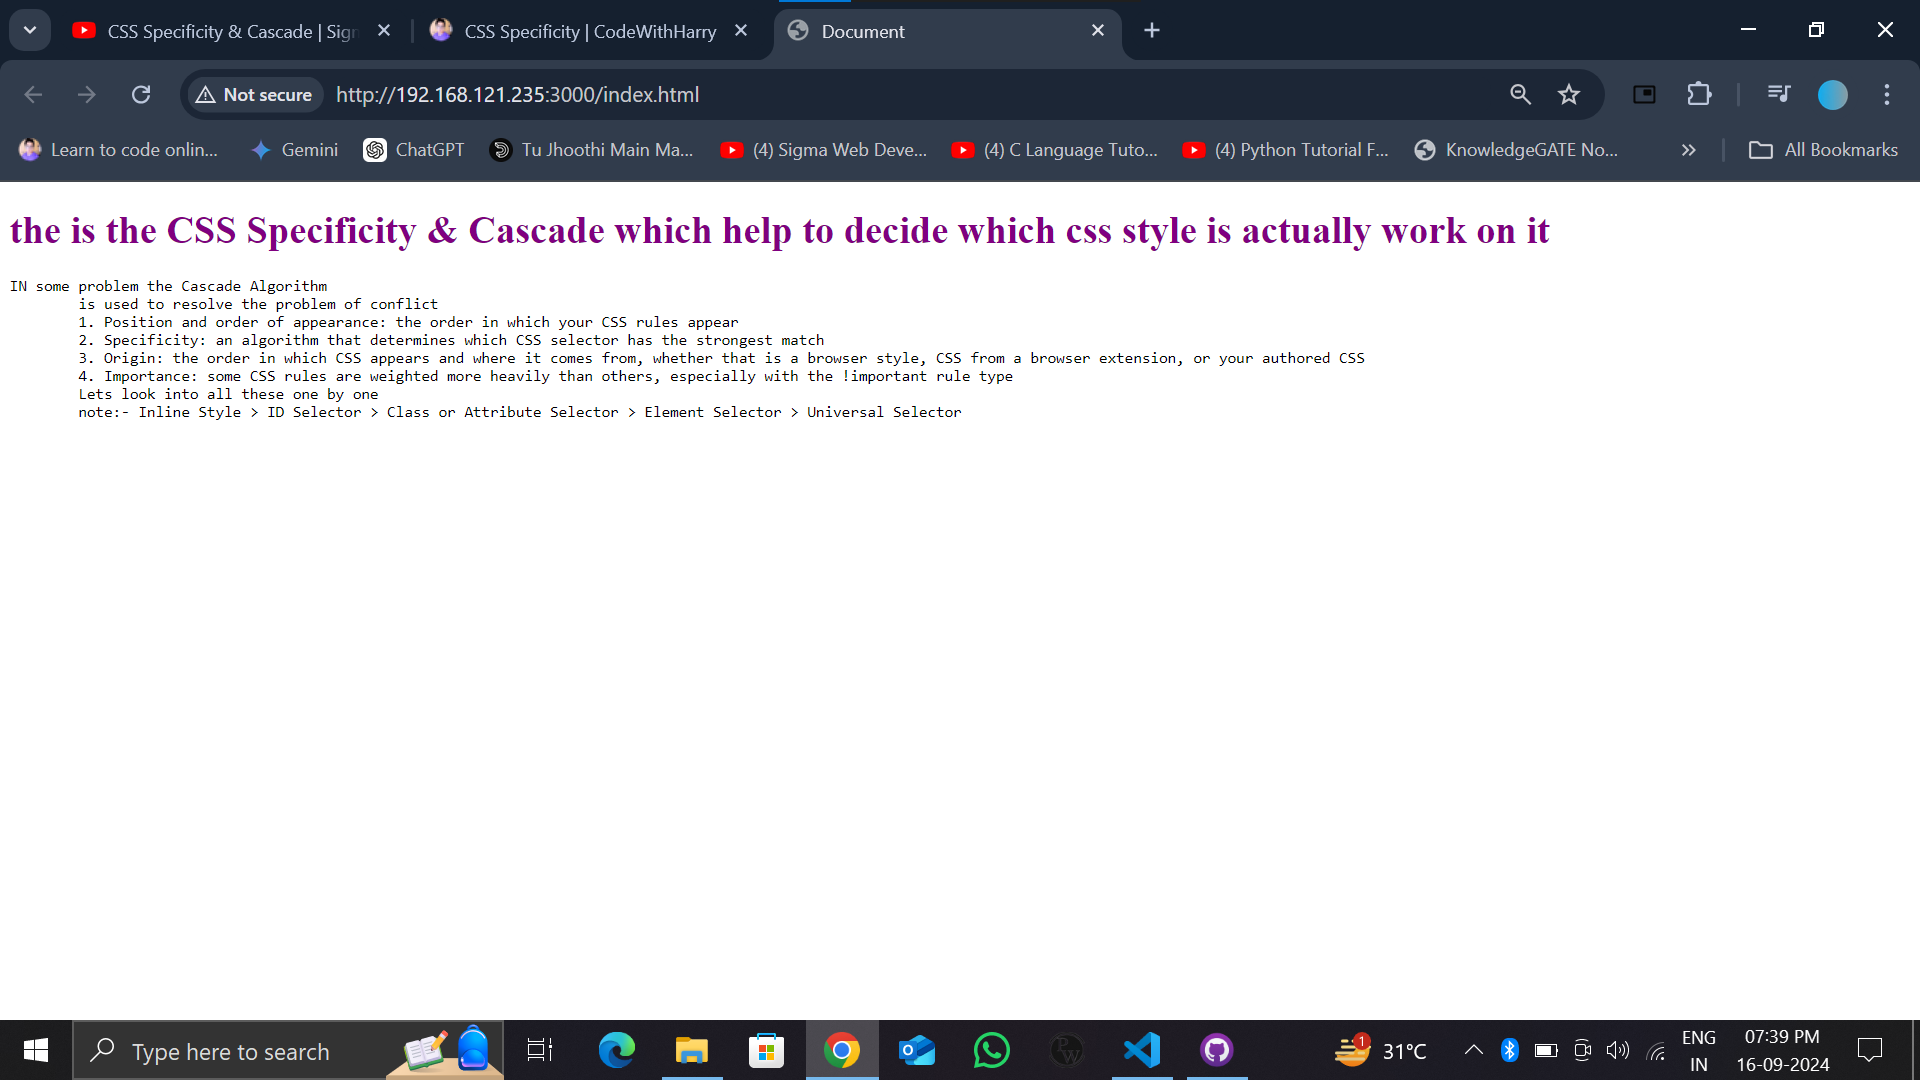 CSS Specificity & Cascade | Sigm
CSS Specificity | CodeWithHarry
Document
Not secure
http://192.168.121.235:3000/index.html
Learn to code onlin...
Gemini
ChatGPT
Tu Jhoothi Main Ma...
(4) Sigma Web Deve...
(4) C Language Tuto...
(4) Python Tutorial F...
KnowledgeGATE No...
All Bookmarks
the is the CSS Specificity & Cascade which help to decide which css style is actually work on it
IN some problem the Cascade Algorithm
is used to resolve the problem of conflict
1. Position and order of appearance: the order in which your CSS rules appear
2. Specificity: an algorithm that determines which CSS selector has the strongest match
3. Origin: the order in which CSS appears and where it comes from, whether that is a browser style, CSS from a browser extension, or your authored CSS
4. Importance: some CSS rules are weighted more heavily than others, especially with the !important rule type
Lets look into all these one by one
note:- Inline Style > ID Selector > Class or Attribute Selector > Element Selector > Universal Selector
Type here to search
PW
1
31°C
ENG
IN
07:39 PM
16-09-2024